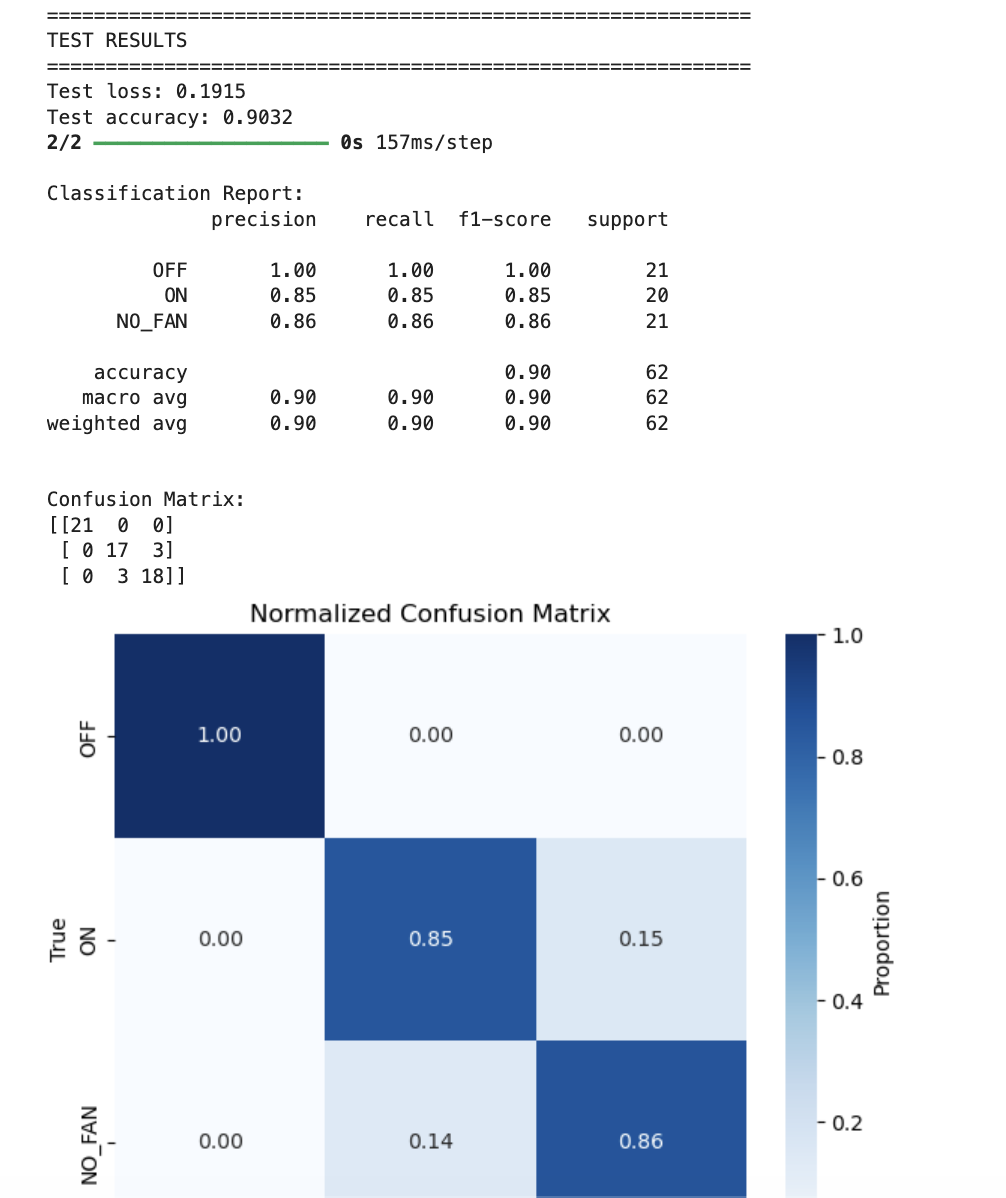 ============================================================
TEST RESULTS
============================================================
Test loss: 0.1915
Test accuracy: 0.9032
2/2 ━━━━━━━━━━━━━━━━━━━━ 0s 157ms/step
Classification Report:
precision recall f1-score support
OFF 1.00 1.00 1.00 21
ON 0.85 0.85 0.85 20
NO_FAN 0.86 0.86 0.86 21
accuracy 0.90 62
macro avg 0.90 0.90 0.90 62
weighted avg 0.90 0.90 0.90 62
Confusion Matrix:
[[21 0 0]
[ 0 17 3]
[ 0 3 18]]
Normalized Confusion Matrix
OFF 1.00 0.00 0.00
True
ON 0.00 0.85 0.15
NO_FAN 0.00 0.14 0.86
1.0
0.8
0.6
0.4
0.2
Proportion